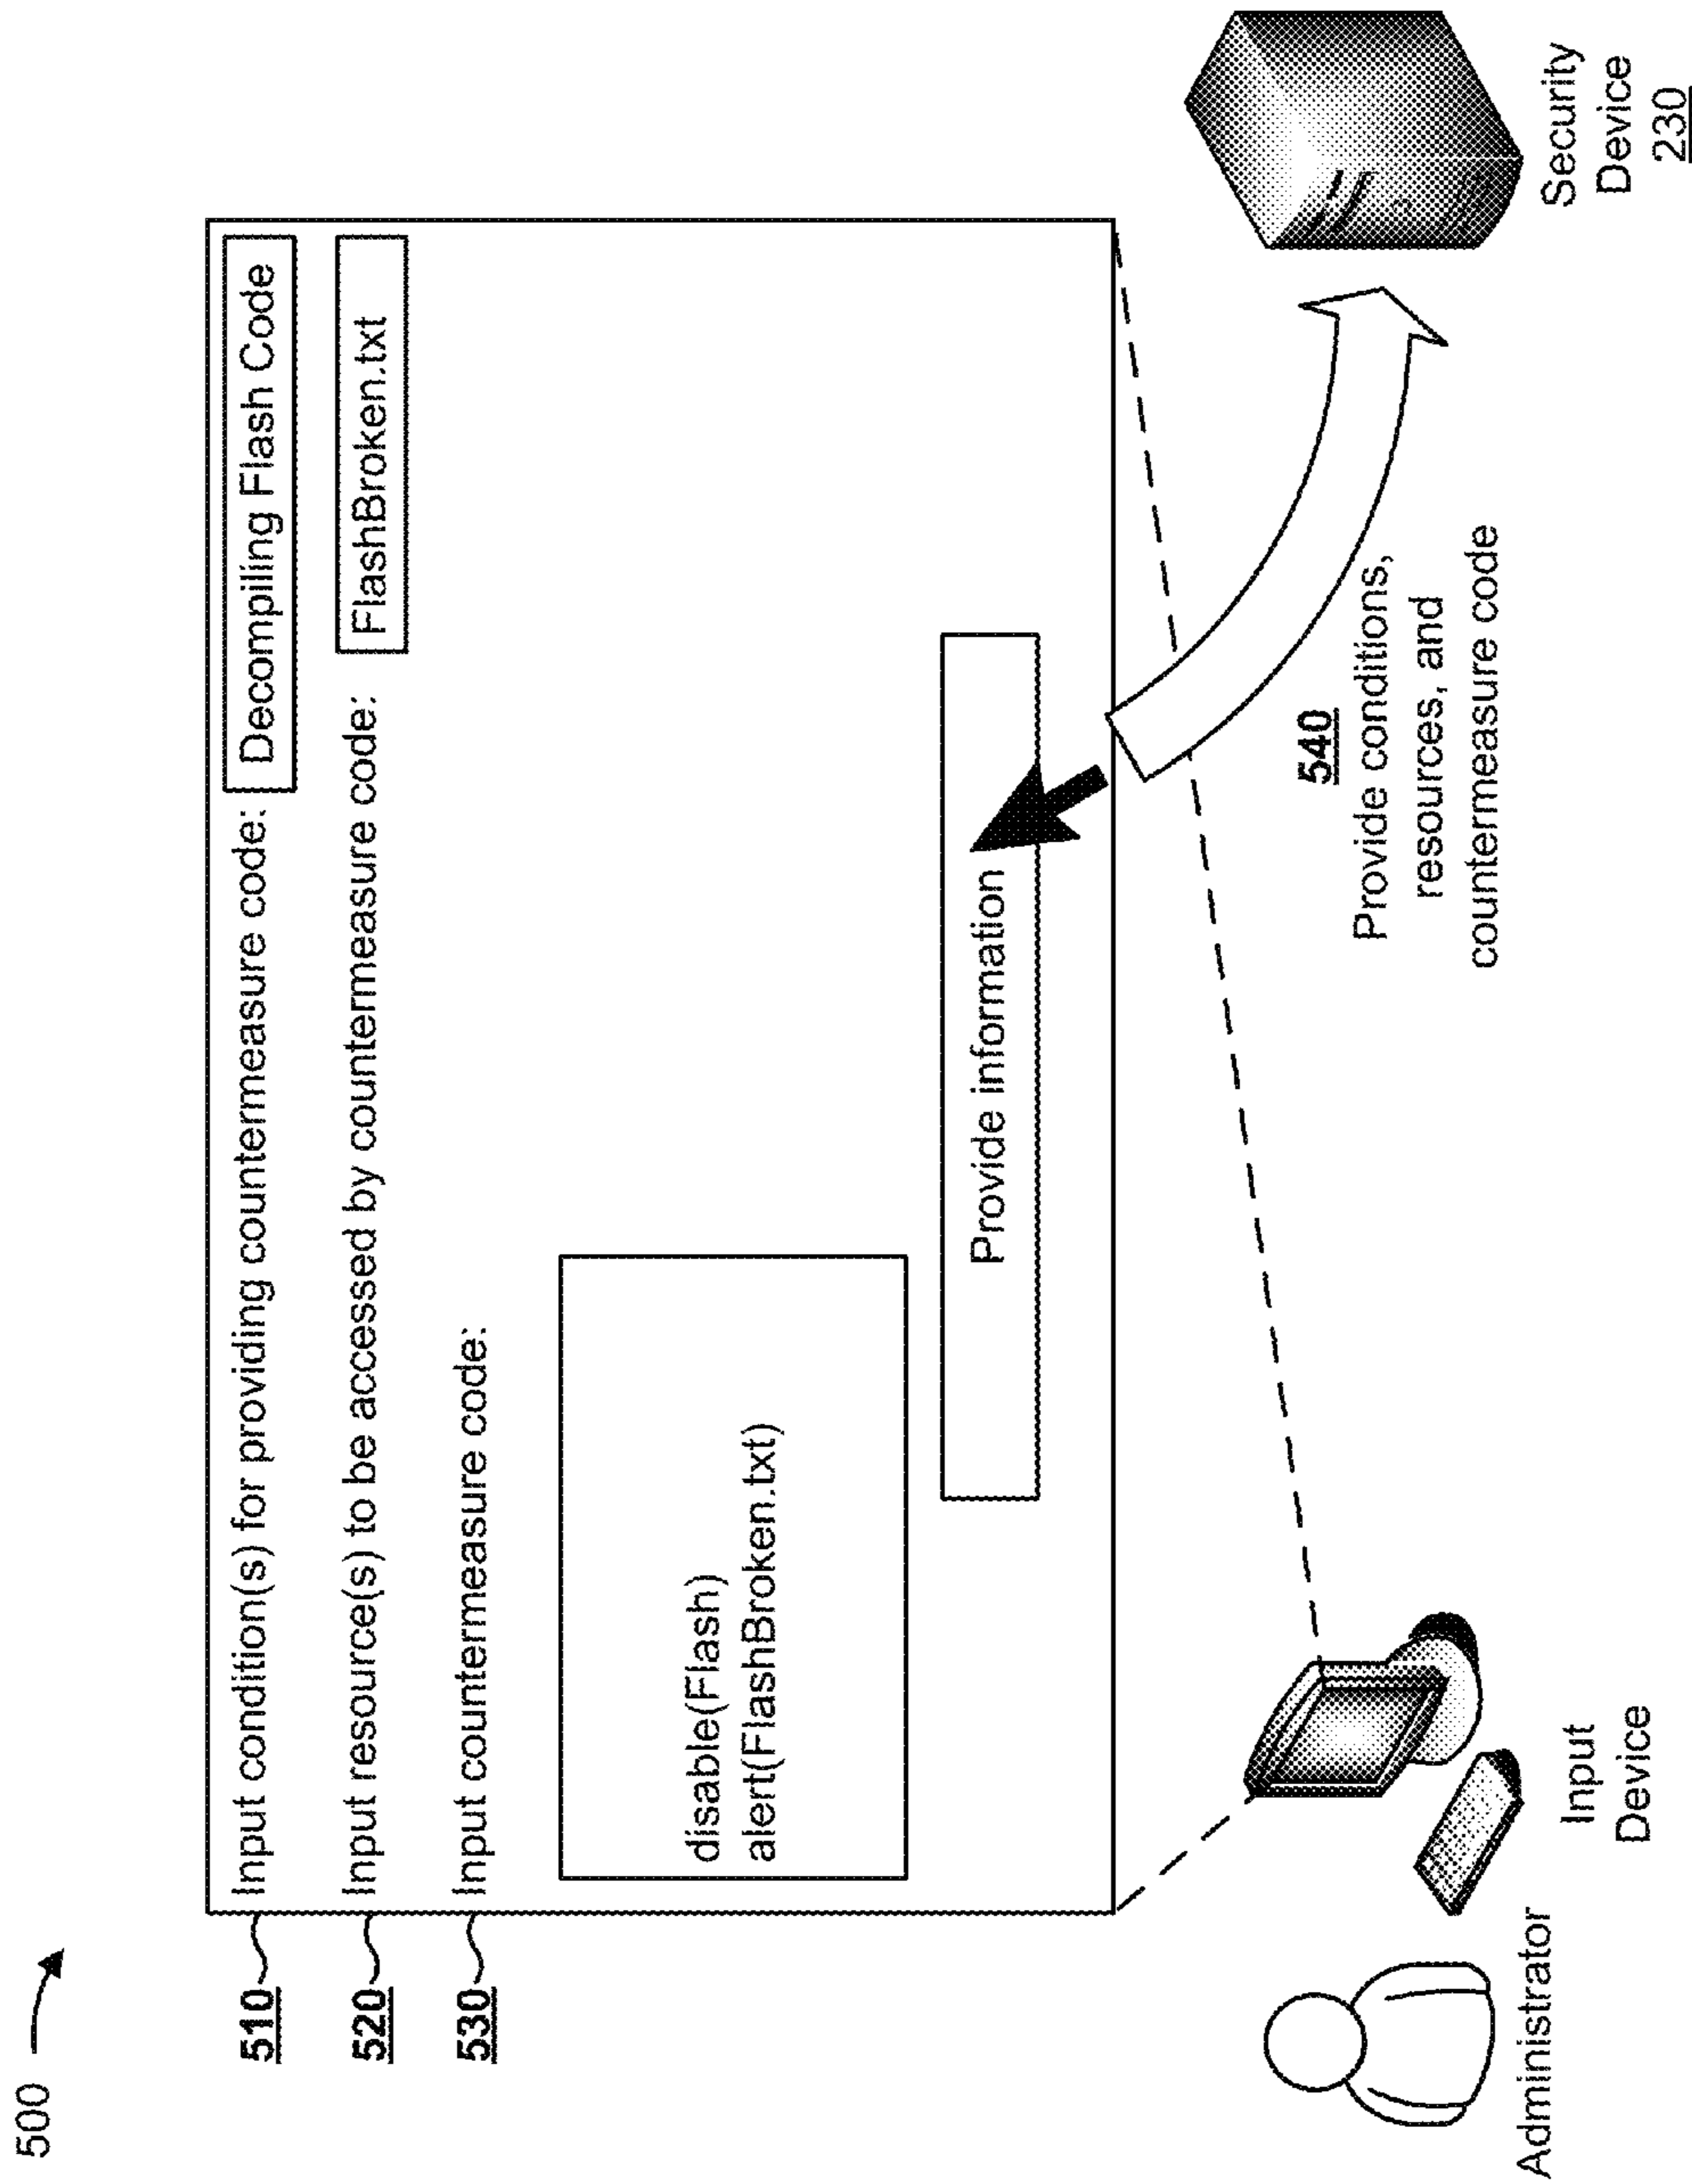 500
510 Input condition(s) for providing countermeasure code: Decompiling Flash Code
520 Input resource(s) to be accessed by countermeasure code: FlashBroken.txt
530 Input countermeasure code:
disable(Flash)
alert(FlashBroken.txt)
Provide information
540
Provide conditions,
resources, and
countermeasure code
Administrator
Input
Device
Security
Device
230